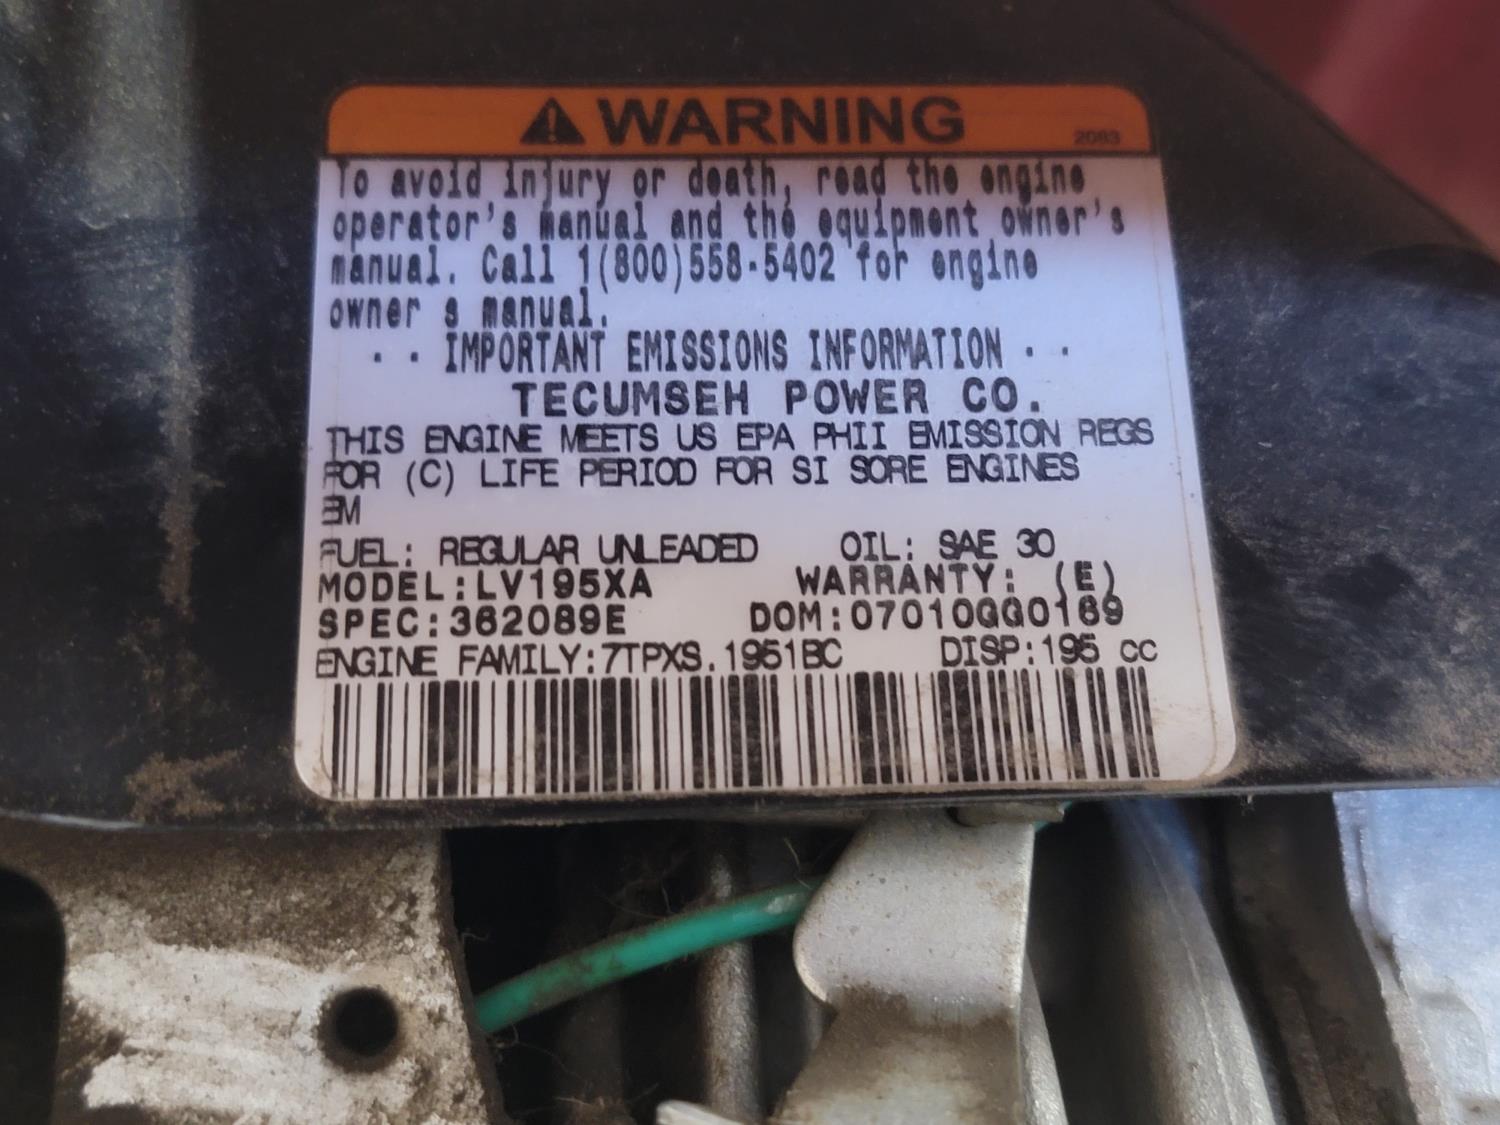 WARNING
2083
To avoid injury or death, read the engine
operator's manual and the equipment owner's
manual. Call 1(800)558-5402 for engine
owner s manual.
- - IMPORTANT EMISSIONS INFORMATION - -
TECUMSEH POWER CO.
THIS ENGINE MEETS US EPA PHII EMISSION REGS
FOR (C) LIFE PERIOD FOR SI SORE ENGINES
EM
FUEL: REGULAR UNLEADED OIL: SAE 30
MODEL:LV195XA WARRANTY: (E)
SPEC:362089E DOM:
ENGINE FAMILY:7TPXS.1951BC DISP:195 cc